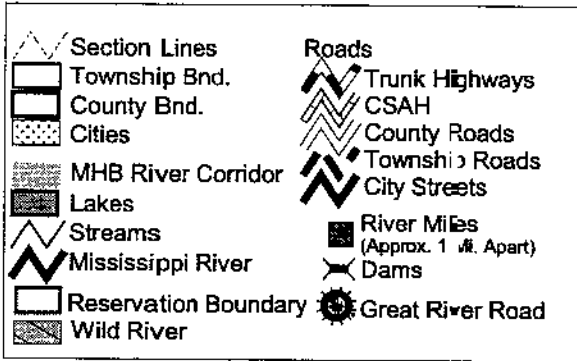 Section Lines
Township Bnd.
County Bnd.
Cities
MHB River Corridor
Lakes
Streams
Mississippi River
Reservation Boundary
Wild River
Roads
Trunk Highways
CSAH
County Roads
Township Roads
City Streets
River Miles
(Approx. 1 Mi. Apart)
Dams
Great River Road